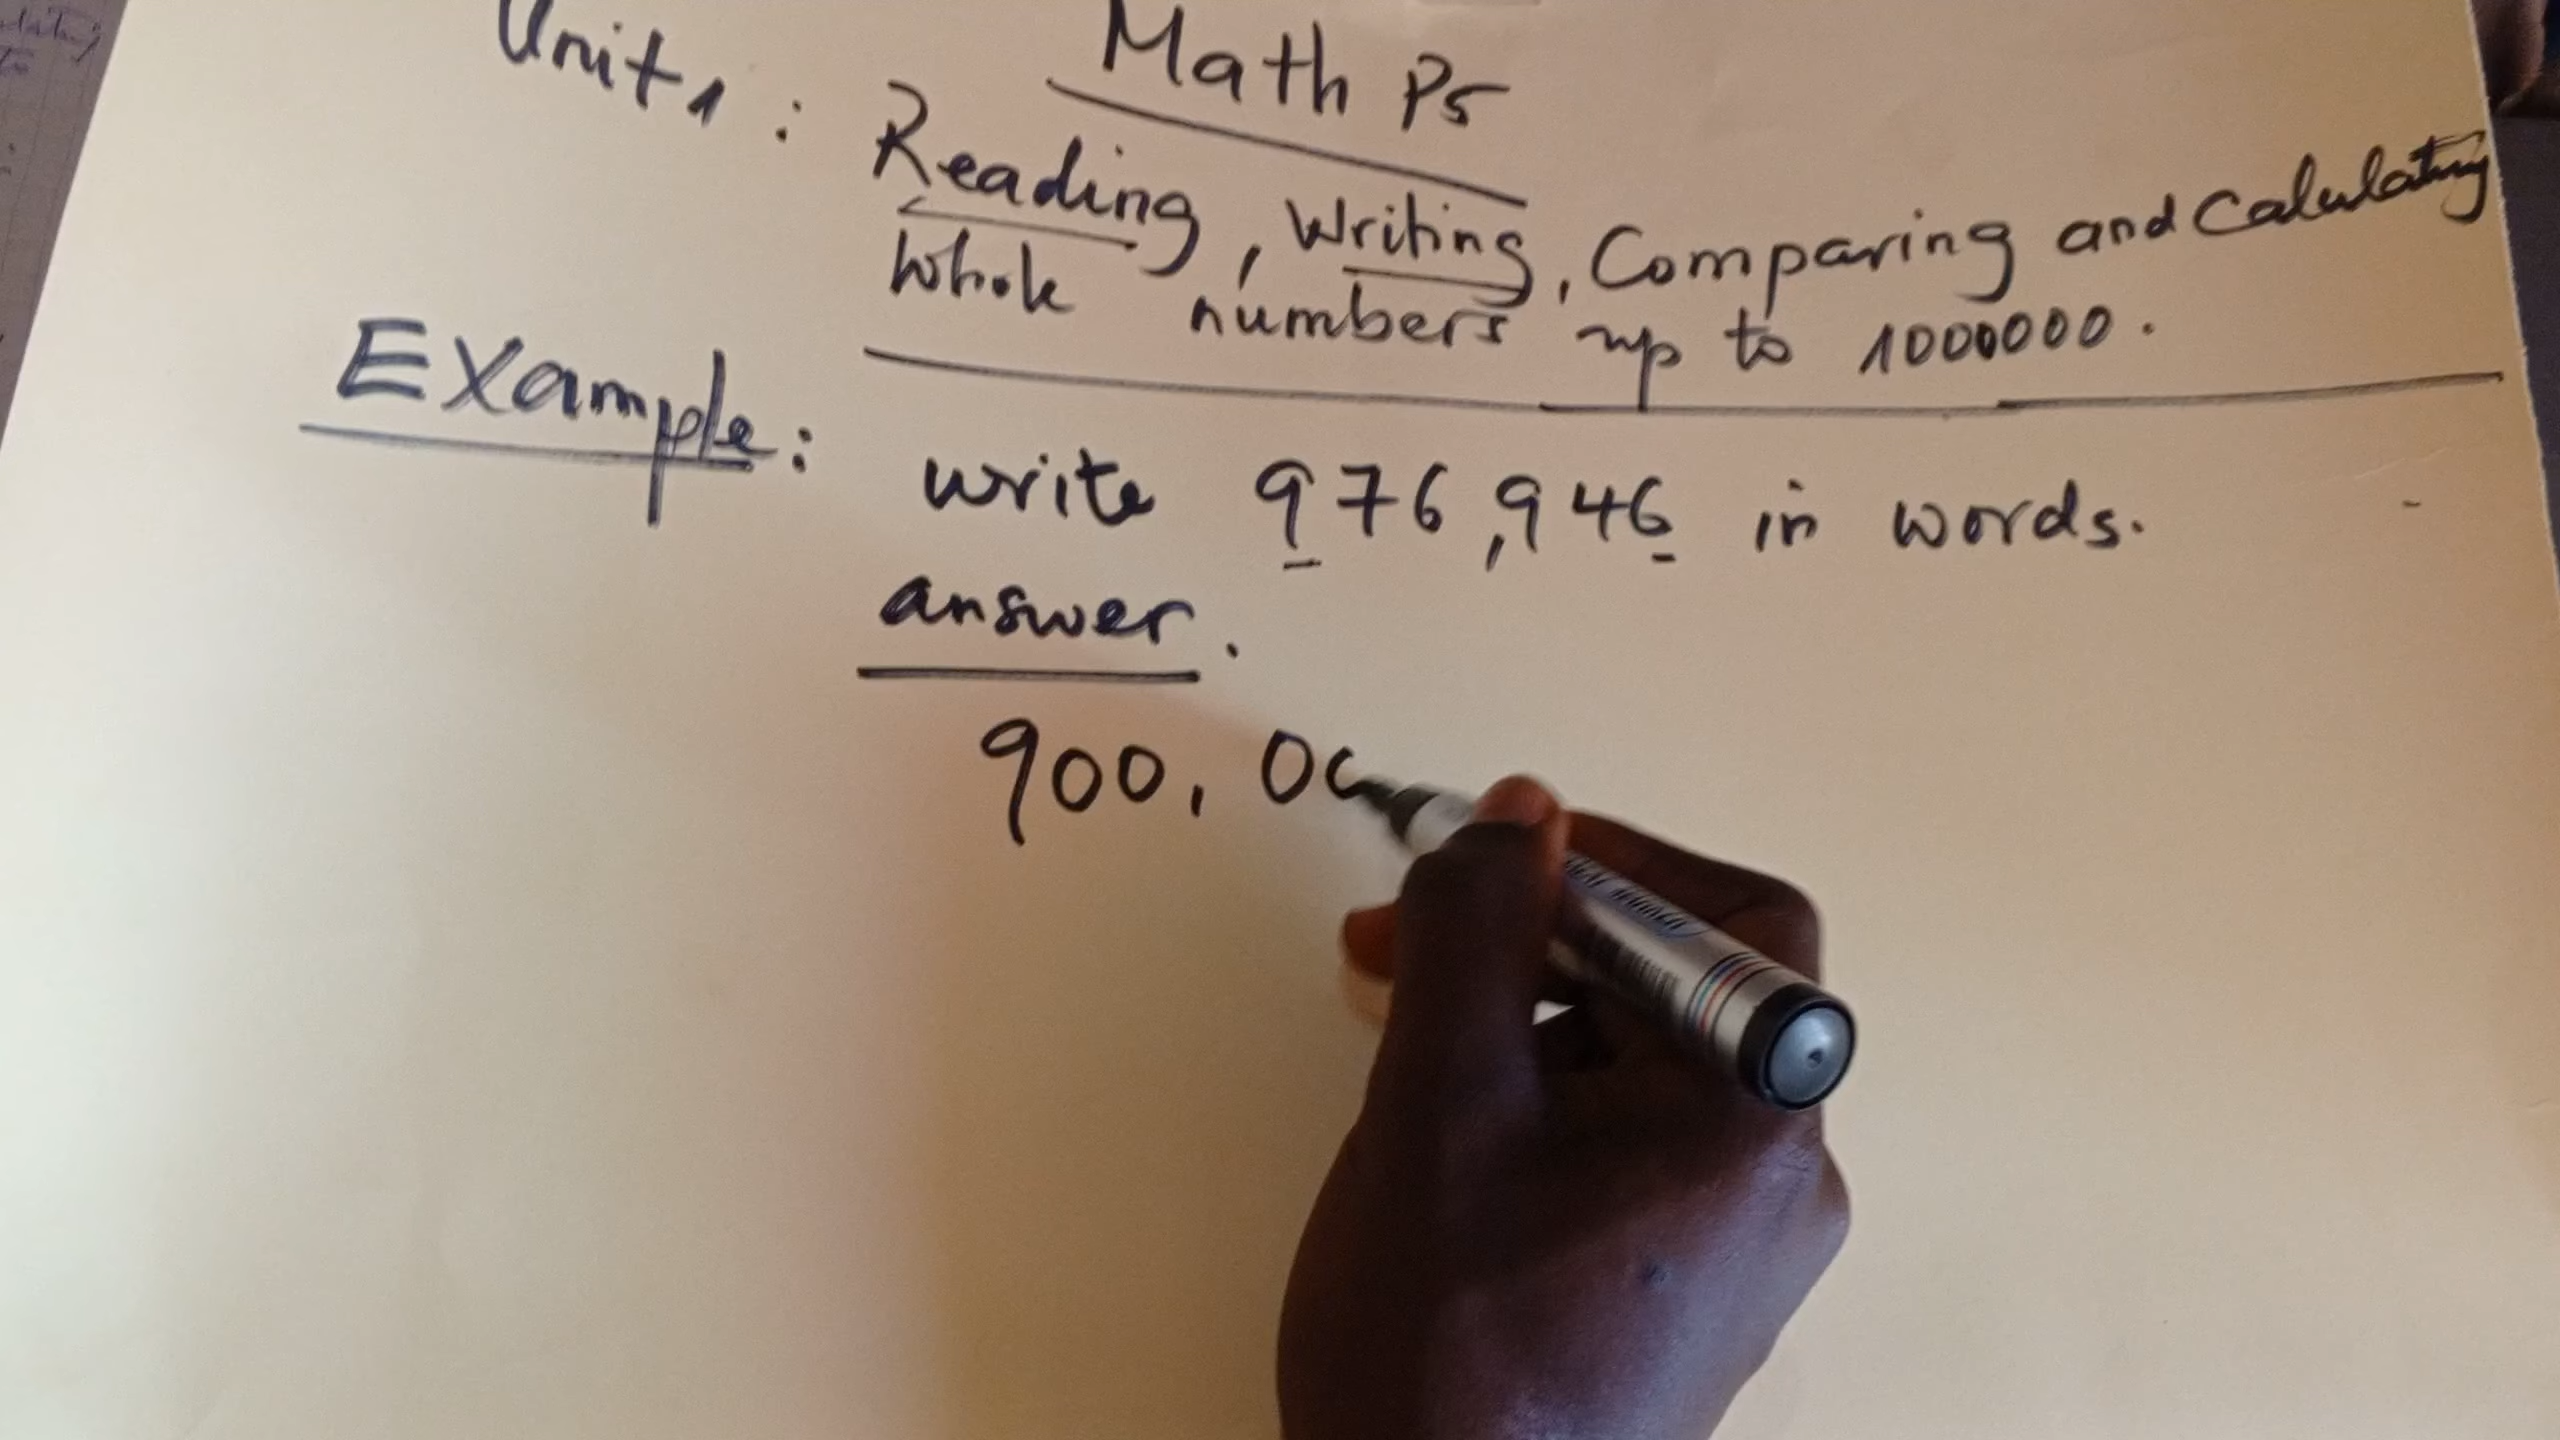 Math P5
Unit 1 : Reading, Writing, Comparing and Calulating
Whole numbers up to 1000000.
Example: write 976,946 in words.
answer.
900, 00